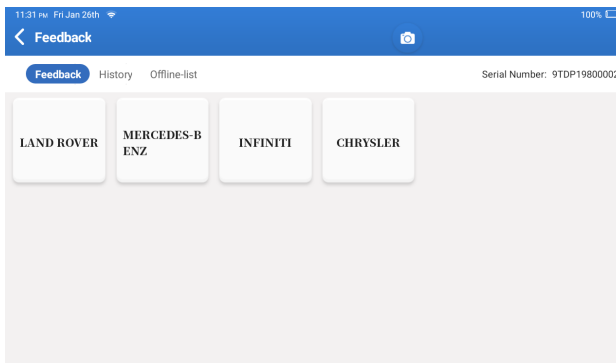 11:31 PM Fri Jan 26th 100%
Feedback
Feedback History Offline-list Serial Number: 9TDP19800002
LAND ROVER
MERCEDES-B
ENZ
INFINITI
CHRYSLER